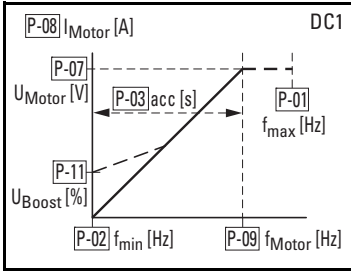 P-08 I_Motor [A]
DC1
P-07
U_Motor [V]
P-03 acc [s]
P-01
f_max [Hz]
P-11
U_Boost [%]
P-02 f_min [Hz]
P-09 f_Motor [Hz]